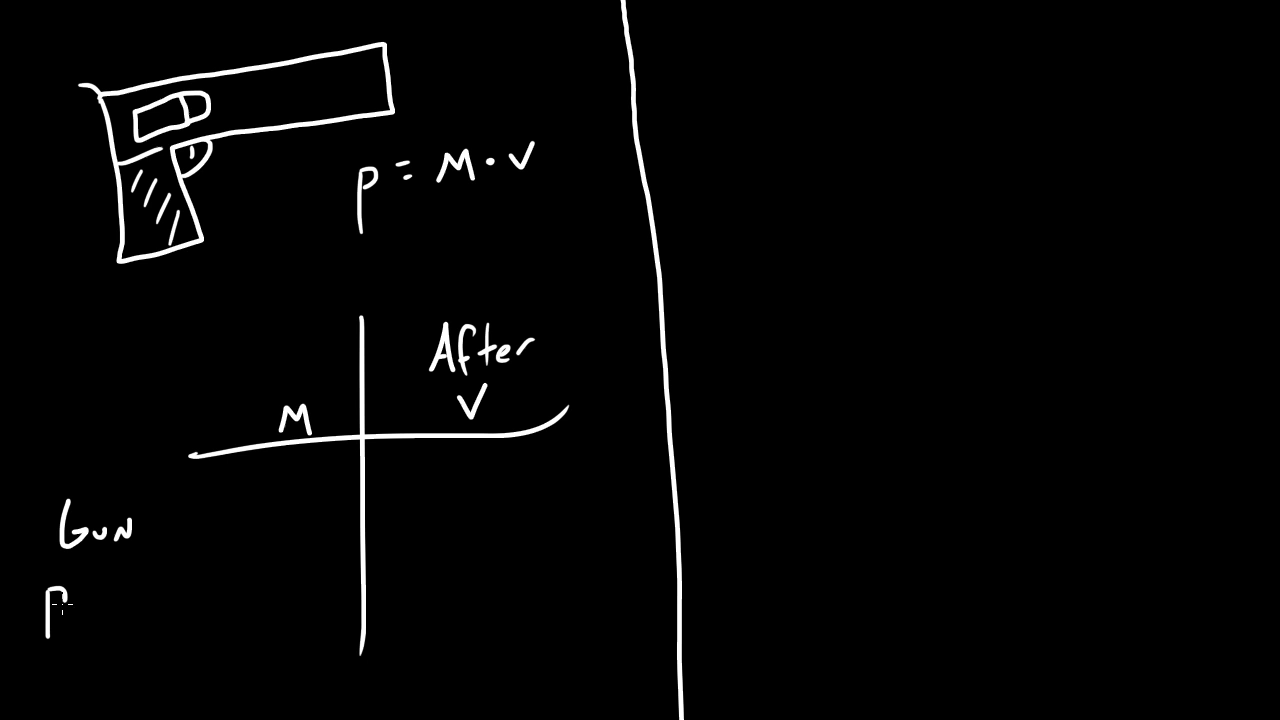 p = M · V
After
M V
Gun